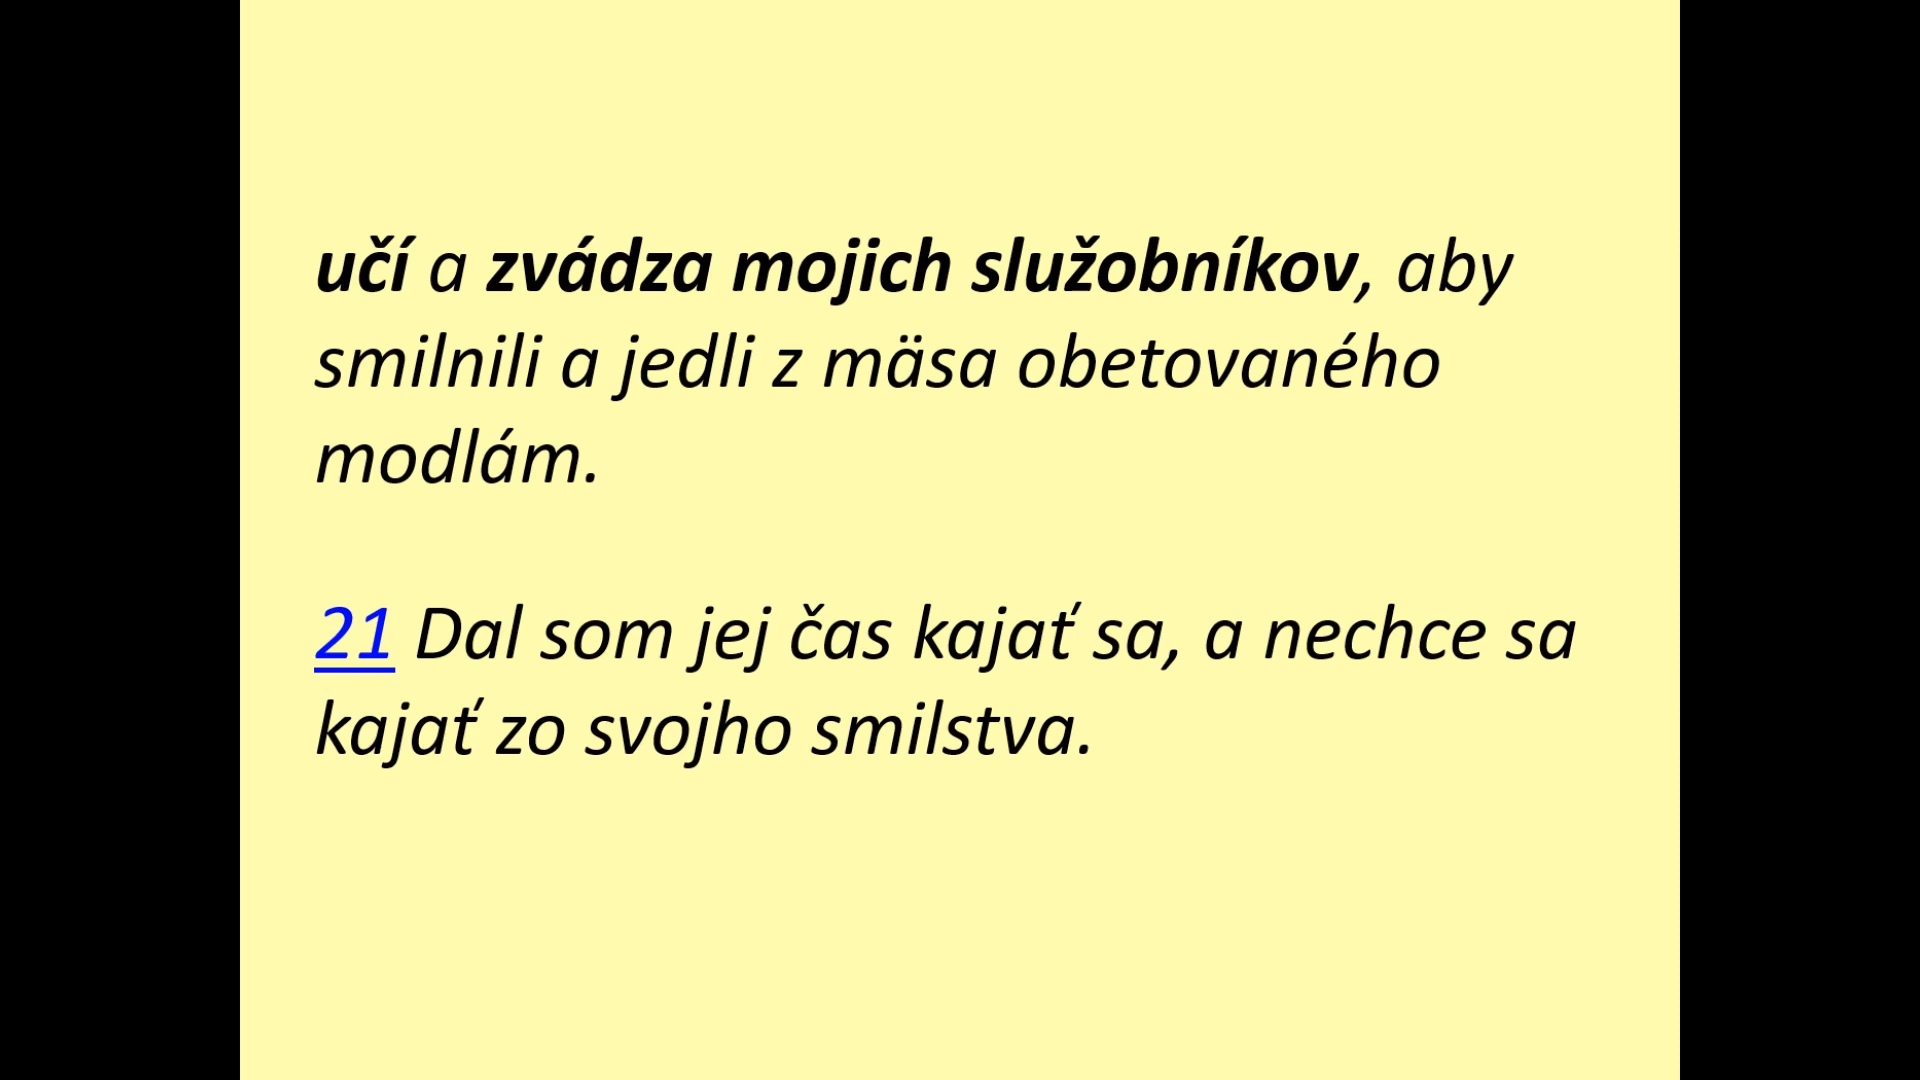 učí a zvádza mojich služobníkov, aby
smilnili a jedli z mäsa obetovaného
modlám.
21 Dal som jej čas kajať sa, a nechce sa
kajať zo svojho smilstva.